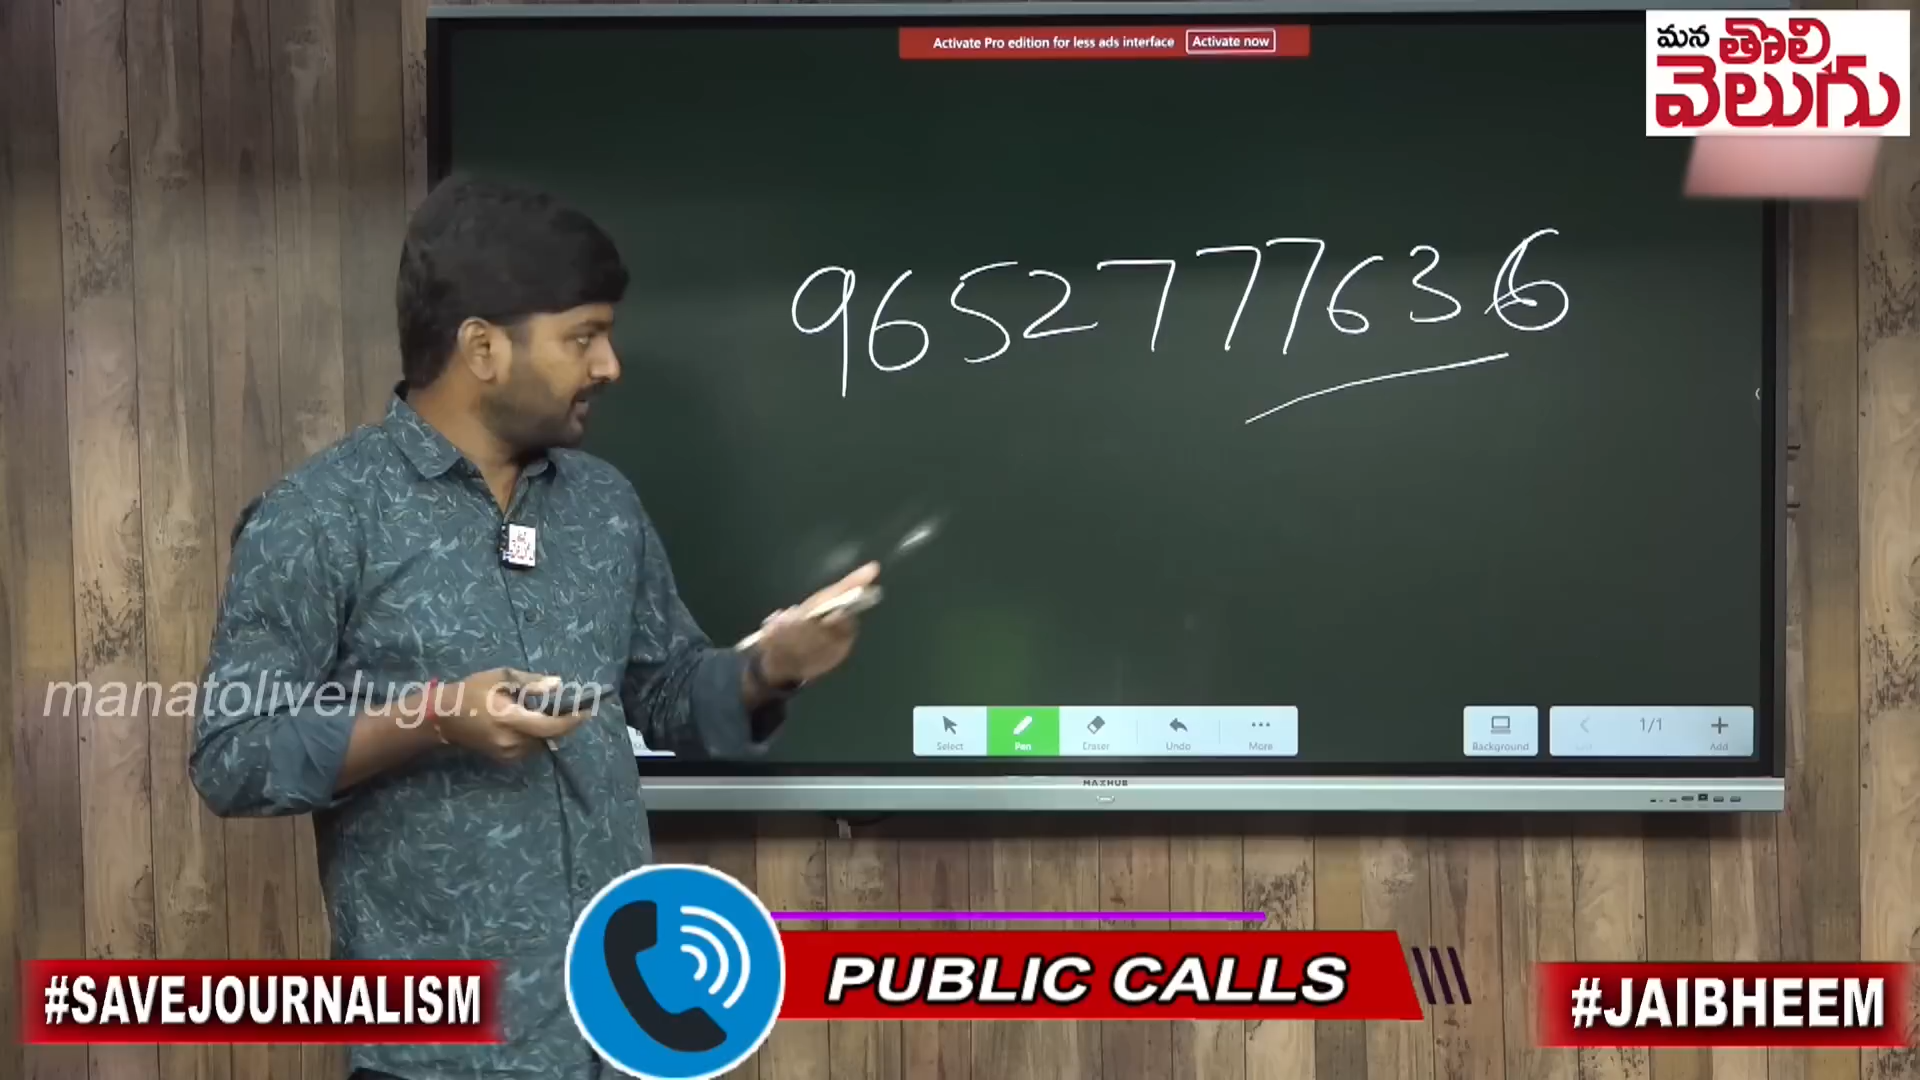 Activate Pro edition for less ads interface Activate now
మన
తొలి
వెలుగు
9652777636
manatolivelugu.com
Select Pen Eraser Undo More
Background 1/1 Add
MAXHUB
PUBLIC CALLS
#SAVEJOURNALISM
#JAIBHEEM